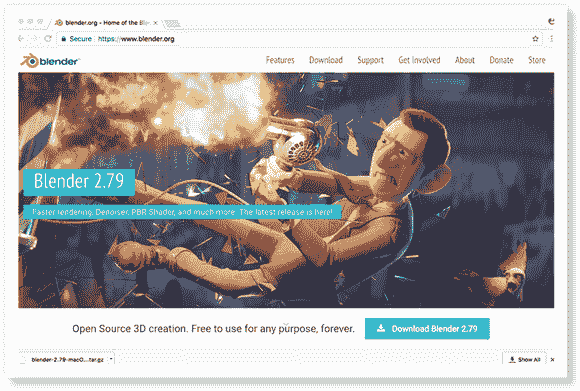 blender.org - Home of the Ble
Secure https://www.blender.org
blender
Features Download Support Get Involved About Donate Store
Blender 2.79
Faster rendering, Denoiser, PBR Shader, and much more. The latest release is here!
Open Source 3D creation. Free to use for any purpose, forever.
Download Blender 2.79
blender-2.79-macO....tar.gz
Show All